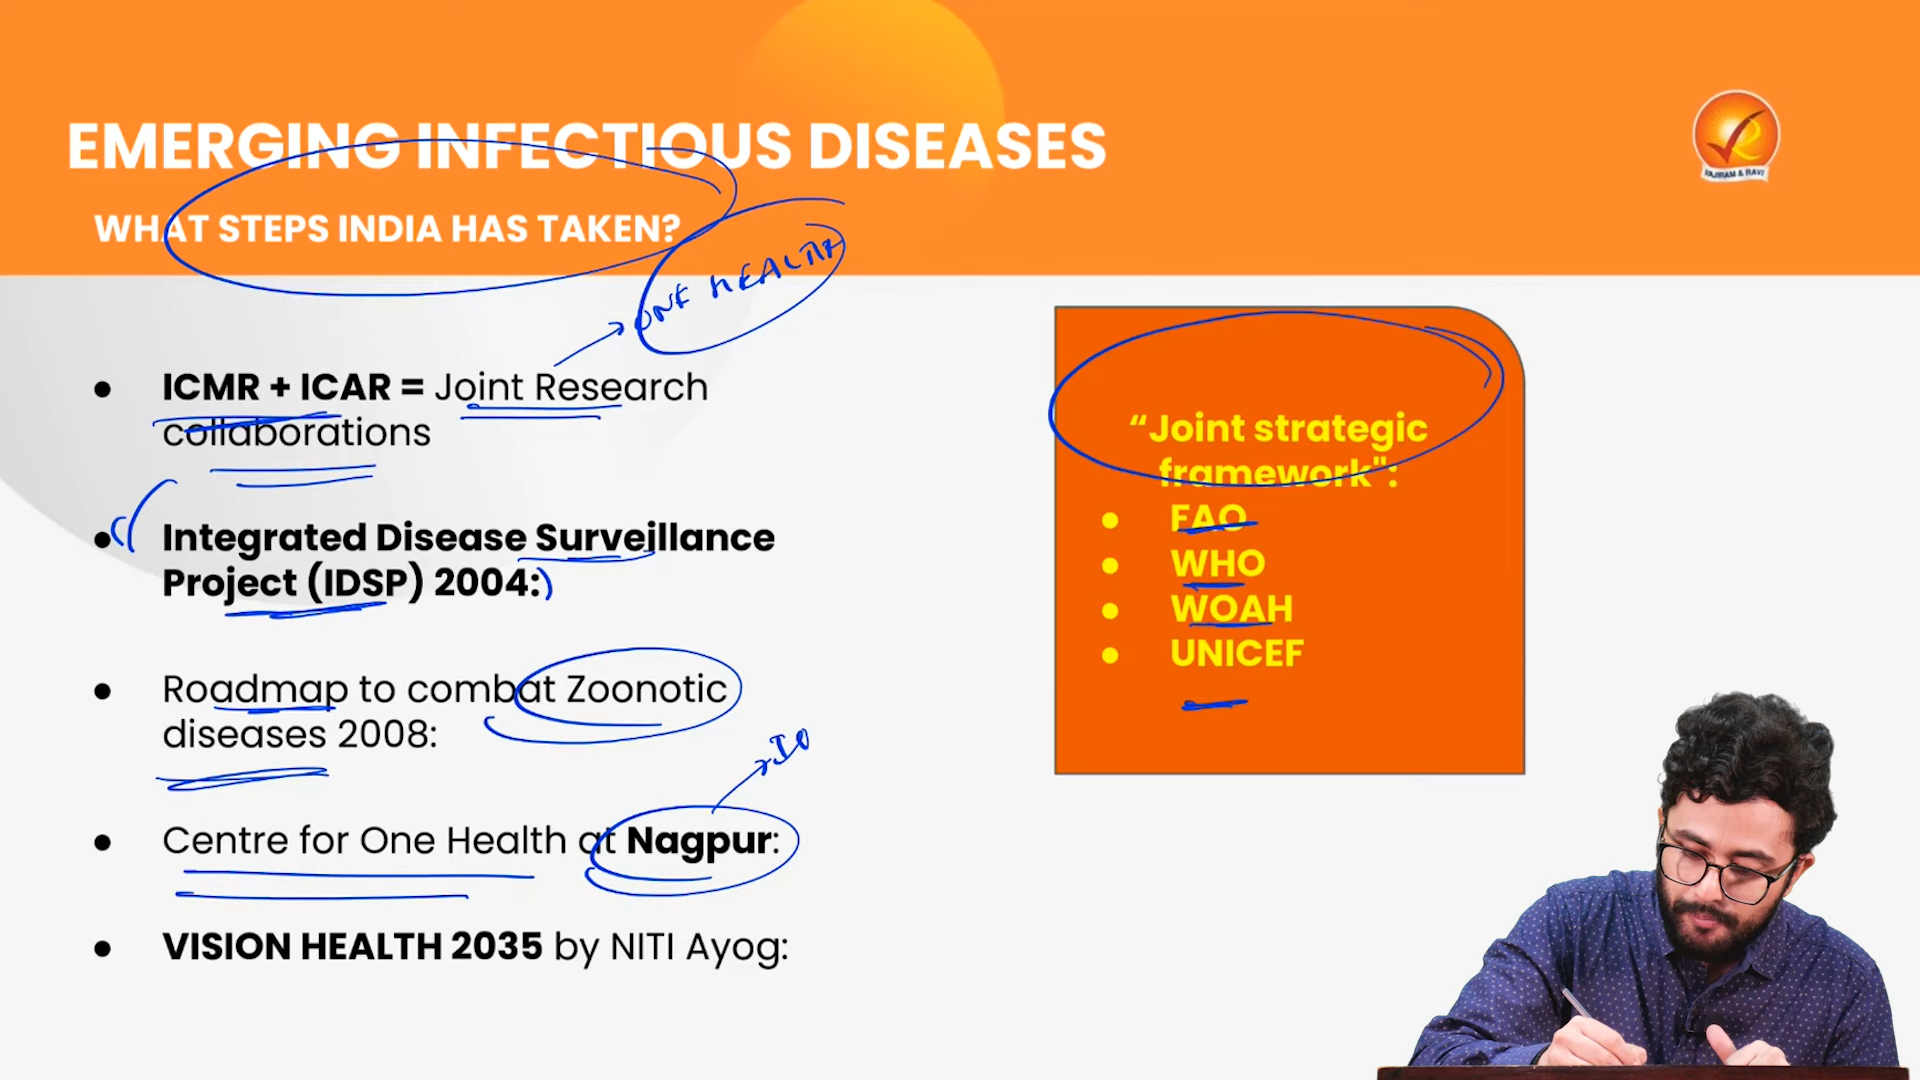 EMERGING INFECTIOUS DISEASES
VAJIRAM & RAVI
WHAT STEPS INDIA HAS TAKEN?
ONE HEALTH
ICMR + ICAR = Joint Research
collaborations
Integrated Disease Surveillance
Project (IDSP) 2004:
Roadmap to combat Zoonotic
diseases 2008:
Centre for One Health at Nagpur:
VISION HEALTH 2035 by NITI Ayog:
“Joint strategic
framework":
FAO
WHO
WOAH
UNICEF